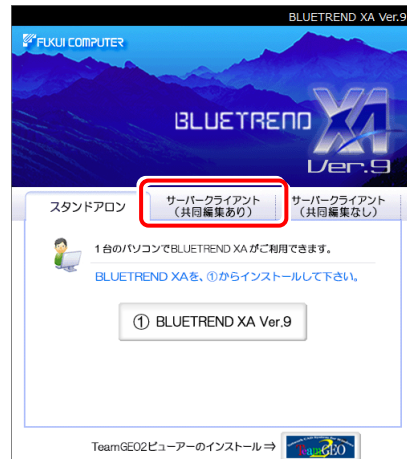 BLUETREND XA Ver.9
FUKUI COMPUTER
BLUETREND XA
Ver.9
スタンドアロン
サーバークライアント
（共同編集あり）
サーバークライアント
（共同編集なし）
1台のパソコンでBLUETREND XAがご利用できます。
BLUETREND XAを、①からインストールして下さい。
① BLUETREND XA Ver.9
TeamGEO2ビューアーのインストール⇒
TeamGEO